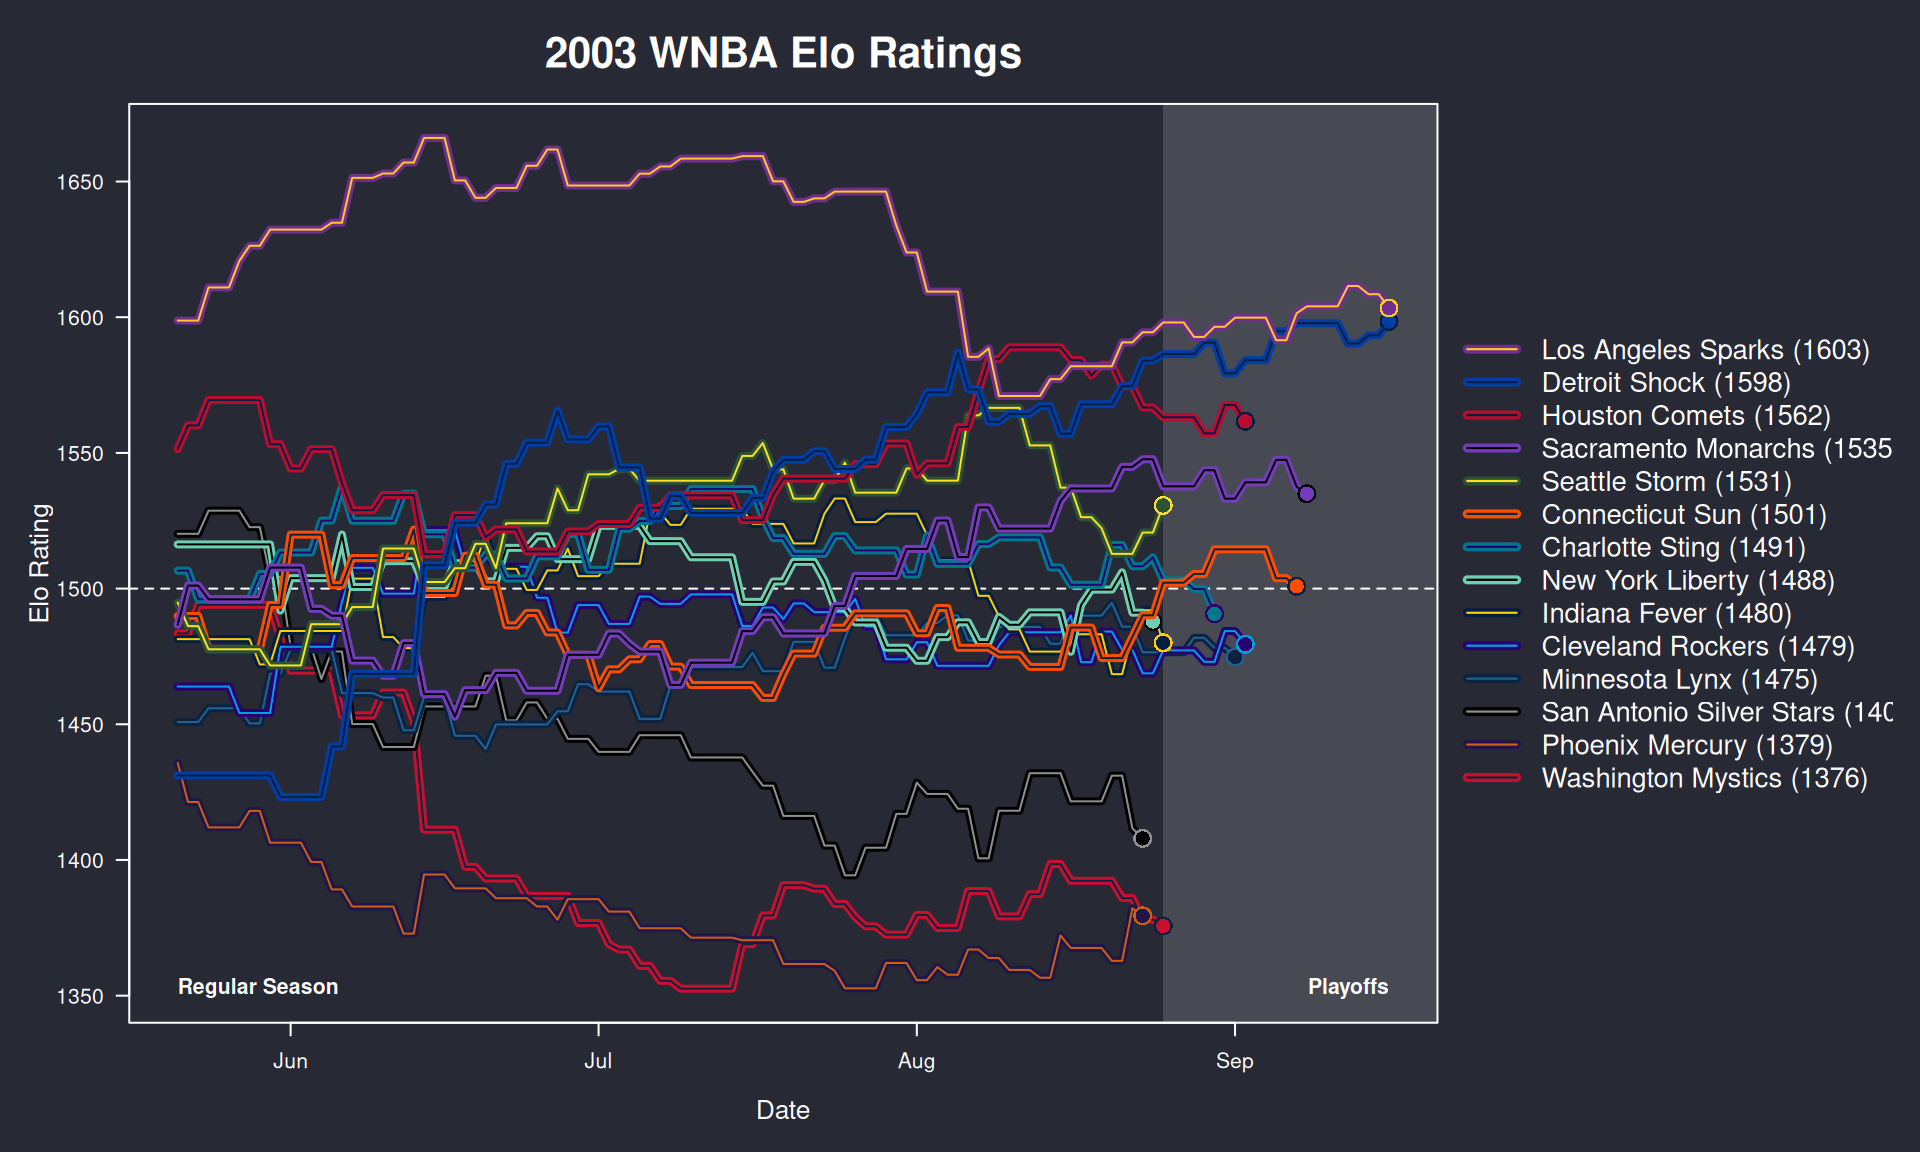 2003 WNBA Elo Ratings
Elo Rating
1650
1600
1550
1500
1450
1400
1350
Regular Season
Playoffs
Jun
Jul
Aug
Sep
Date
Los Angeles Sparks (1603)
Detroit Shock (1598)
Houston Comets (1562)
Sacramento Monarchs (1535
Seattle Storm (1531)
Connecticut Sun (1501)
Charlotte Sting (1491)
New York Liberty (1488)
Indiana Fever (1480)
Cleveland Rockers (1479)
Minnesota Lynx (1475)
San Antonio Silver Stars (140
Phoenix Mercury (1379)
Washington Mystics (1376)